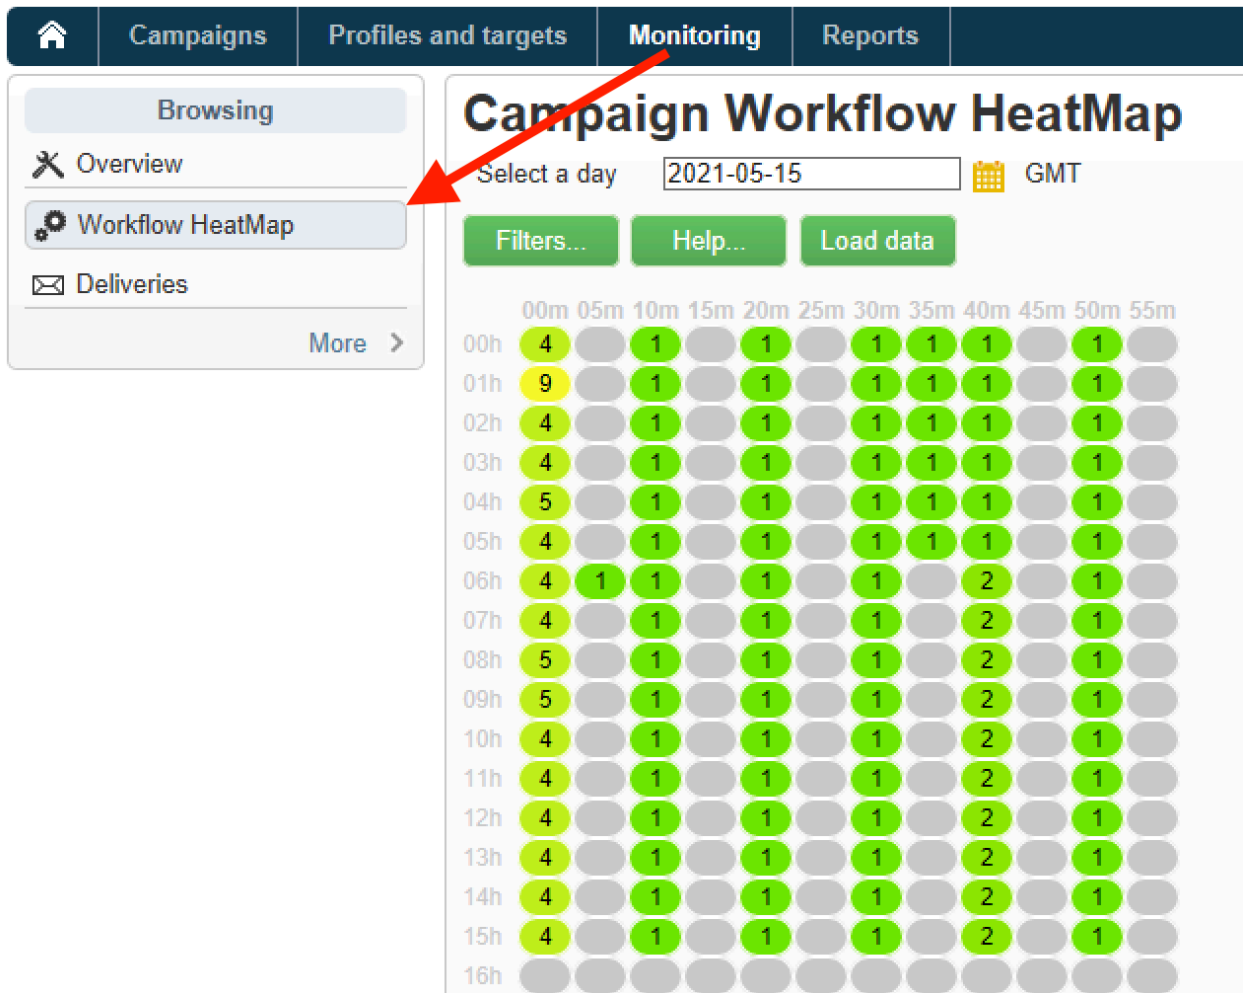 Campaigns Profiles and targets Monitoring Reports
Browsing
Overview
Workflow HeatMap
Deliveries
More
Campaign Workflow HeatMap
Select a day 2021-05-15 GMT
Filters... Help... Load data
00m 05m 10m 15m 20m 25m 30m 35m 40m 45m 50m 55m
00h 4 1 1 1 1 1 1
01h 9 1 1 1 1 1 1
02h 4 1 1 1 1 1 1
03h 4 1 1 1 1 1 1
04h 5 1 1 1 1 1 1
05h 4 1 1 1 1 1 1
06h 4 1 1 1 1 2 1
07h 4 1 1 1 2 1
08h 5 1 1 1 2 1
09h 5 1 1 1 2 1
10h 4 1 1 1 2 1
11h 4 1 1 1 2 1
12h 4 1 1 1 2 1
13h 4 1 1 1 2 1
14h 4 1 1 1 2 1
15h 4 1 1 1 2 1
16h